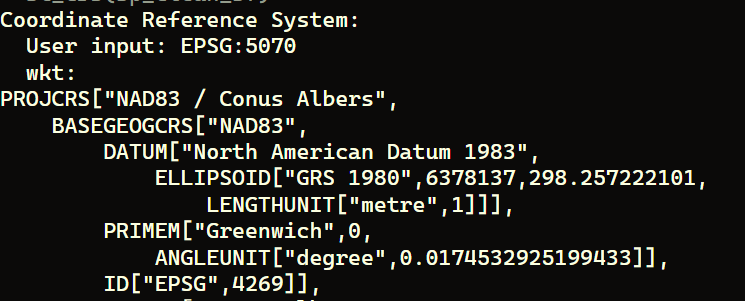 Coordinate Reference System:
  User input: EPSG:5070
  wkt:
PROJCRS["NAD83 / Conus Albers",
    BASEGEOGCRS["NAD83",
        DATUM["North American Datum 1983",
            ELLIPSOID["GRS 1980",6378137,298.257222101,
                LENGTHUNIT["metre",1]]],
        PRIMEM["Greenwich",0,
            ANGLEUNIT["degree",0.0174532925199433]],
        ID["EPSG",4269]],